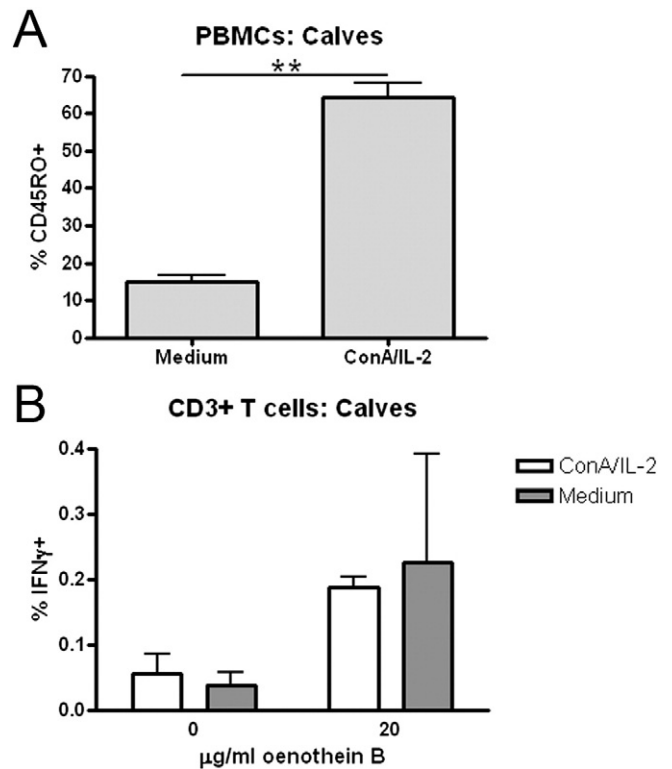 A
PBMCs: Calves
**
70
60
50
40
30
20
10
0
% CD45RO+
Medium
ConA/IL-2
B
CD3+ T cells: Calves
0.4
0.3
0.2
0.1
0.0
% IFNγ+
0
20
µg/ml oenothein B
ConA/IL-2
Medium